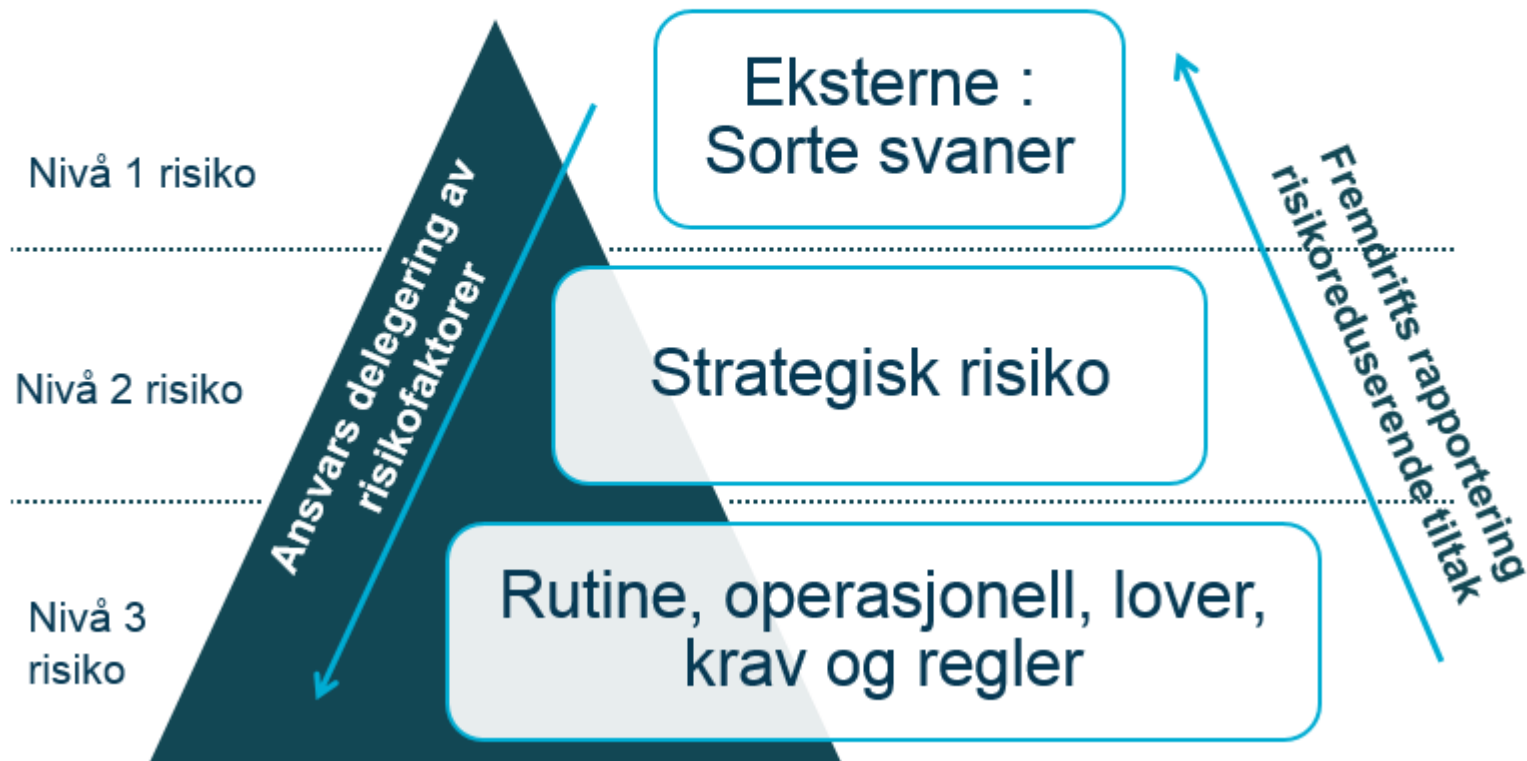 Eksterne :
Sorte svaner
Nivå 1 risiko
Ansvars delegering av
risikofaktorer
Fremdrifts rapportering
risikoreduserende tiltak
Nivå 2 risiko
Strategisk risiko
Nivå 3
risiko
Rutine, operasjonell, lover,
krav og regler